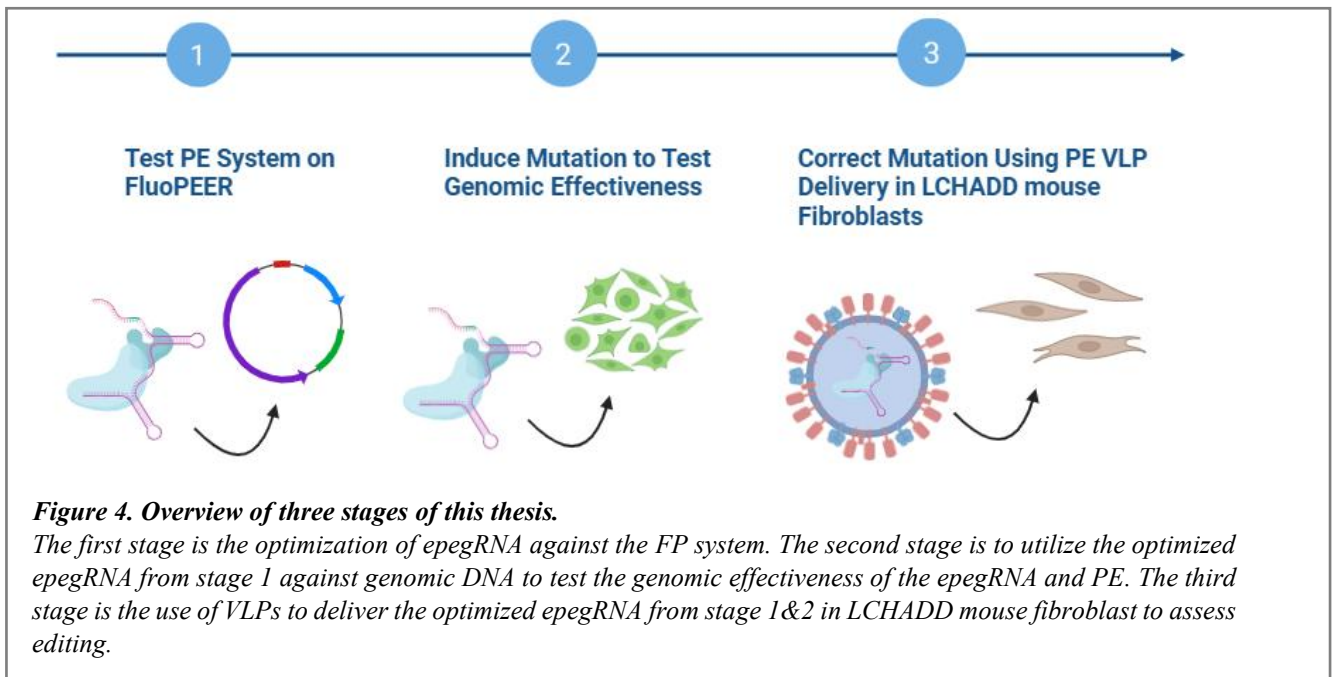 1
2
3
Test PE System on
FluoPEER
Induce Mutation to Test
Genomic Effectiveness
Correct Mutation Using PE VLP
Delivery in LCHADD mouse
Fibroblasts
Figure 4. Overview of three stages of this thesis.
The first stage is the optimization of epegRNA against the FP system. The second stage is to utilize the optimized
epegRNA from stage 1 against genomic DNA to test the genomic effectiveness of the epegRNA and PE. The third
stage is the use of VLPs to deliver the optimized epegRNA from stage 1&2 in LCHADD mouse fibroblast to assess
editing.